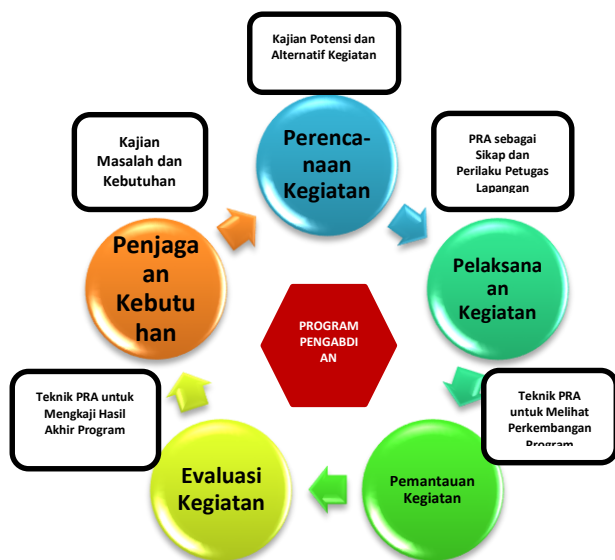 Kajian Potensi dan
Alternatif Kegiatan
Perenca-
naan
Kegiatan
Kajian
Masalah dan
Kebutuhan
PRA sebagai
Sikap dan
Perilaku Petugas
Lapangan
Penjaga
an
Kebutu
han
Pelaksana
an
Kegiatan
PROGRAM
PENGABDI
AN
Teknik PRA untuk
Mengkaji Hasil
Akhir Program
Teknik PRA
untuk Melihat
Perkembangan
Program
Evaluasi
Kegiatan
Pemantauan
Kegiatan